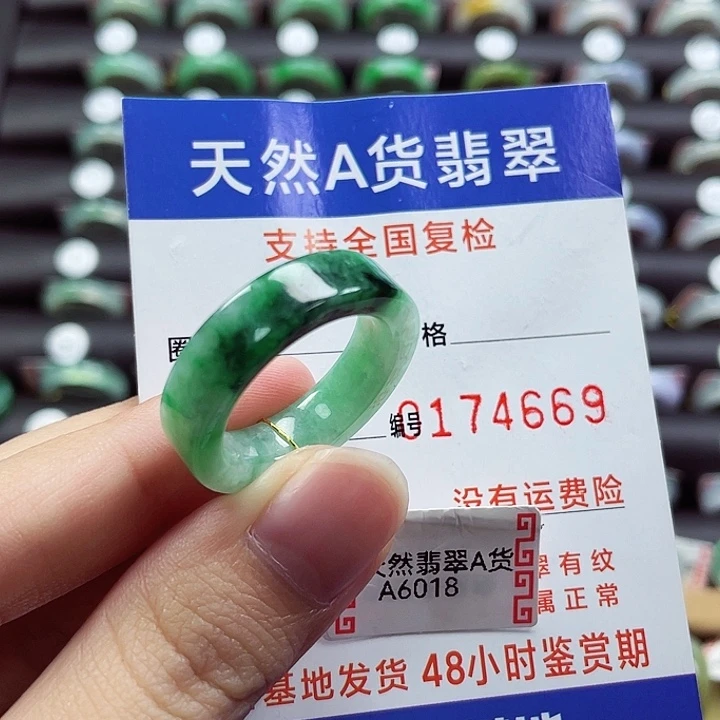 天然A货翡翠
支持全国复检
圈
格
编号 0174669
没有运费险
然翡翠A货
A6018
翠有纹
属正常
基地发货 48小时鉴赏期